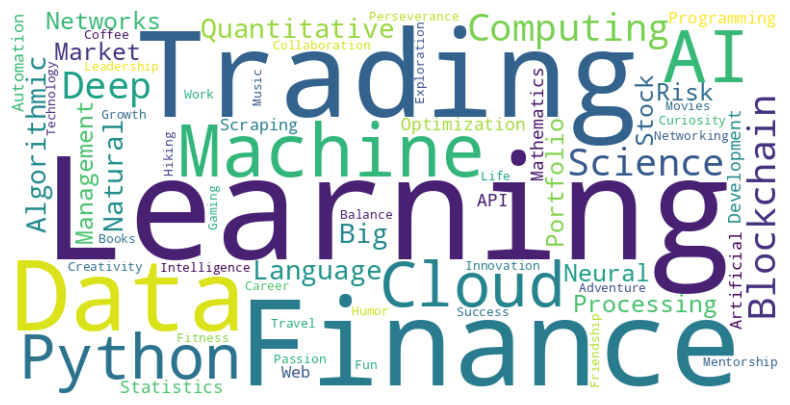 Networks
Coffee
Quantitative
Perseverance
Collaboration
Computing
Programming
Market
Leadership
Trading
AI
Automation
Technology
Deep
Algorithmic
Growth
Work
Music
Exploration
Stock
Risk
Movies
Curiosity
Networking
Scraping
Optimization
Mathematics
Management
Natural
Hiking
Machine
Science
Portfolio
Development
Blockchain
Life
API
Gaming
Learning
Balance
Big
Books
Creativity
Intelligence
Language
Innovation
Neural
Artificial
Data
Career
Cloud
Adventure
Processing
Humor
Success
Travel
Finance
Python
Fitness
Passion
Fun
Web
Friendship
Mentorship
Statistics